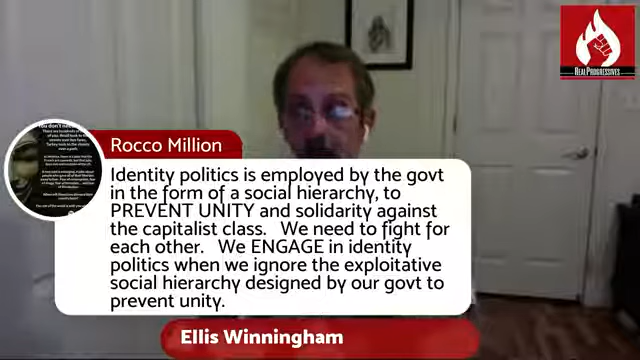 REALPROGRESSIVES
Rocco Million
Identity politics is employed by the govt
in the form of a social hierarchy, to
PREVENT UNITY and solidarity against
the capitalist class. We need to fight for
each other. We ENGAGE in identity
politics when we ignore the exploitative
social hierarchy designed by our govt to
prevent unity.
Ellis Winningham